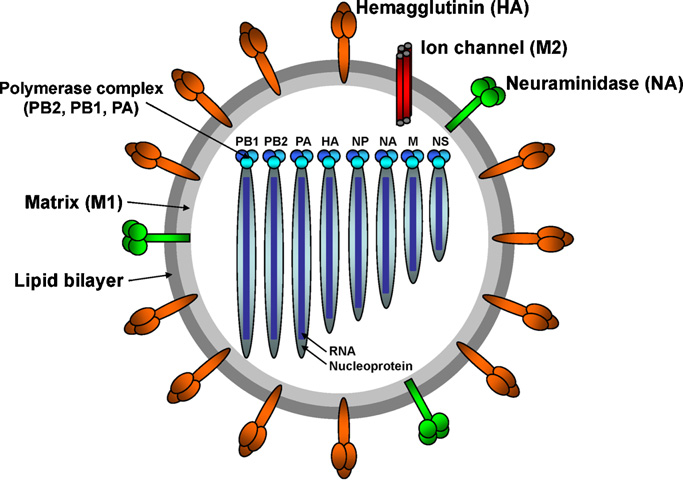 Hemagglutinin (HA)
Ion channel (M2)
Neuraminidase (NA)
Polymerase complex
(PB2, PB1, PA)
PB1 PB2 PA HA NP NA M NS
Matrix (M1)
Lipid bilayer
RNA
Nucleoprotein